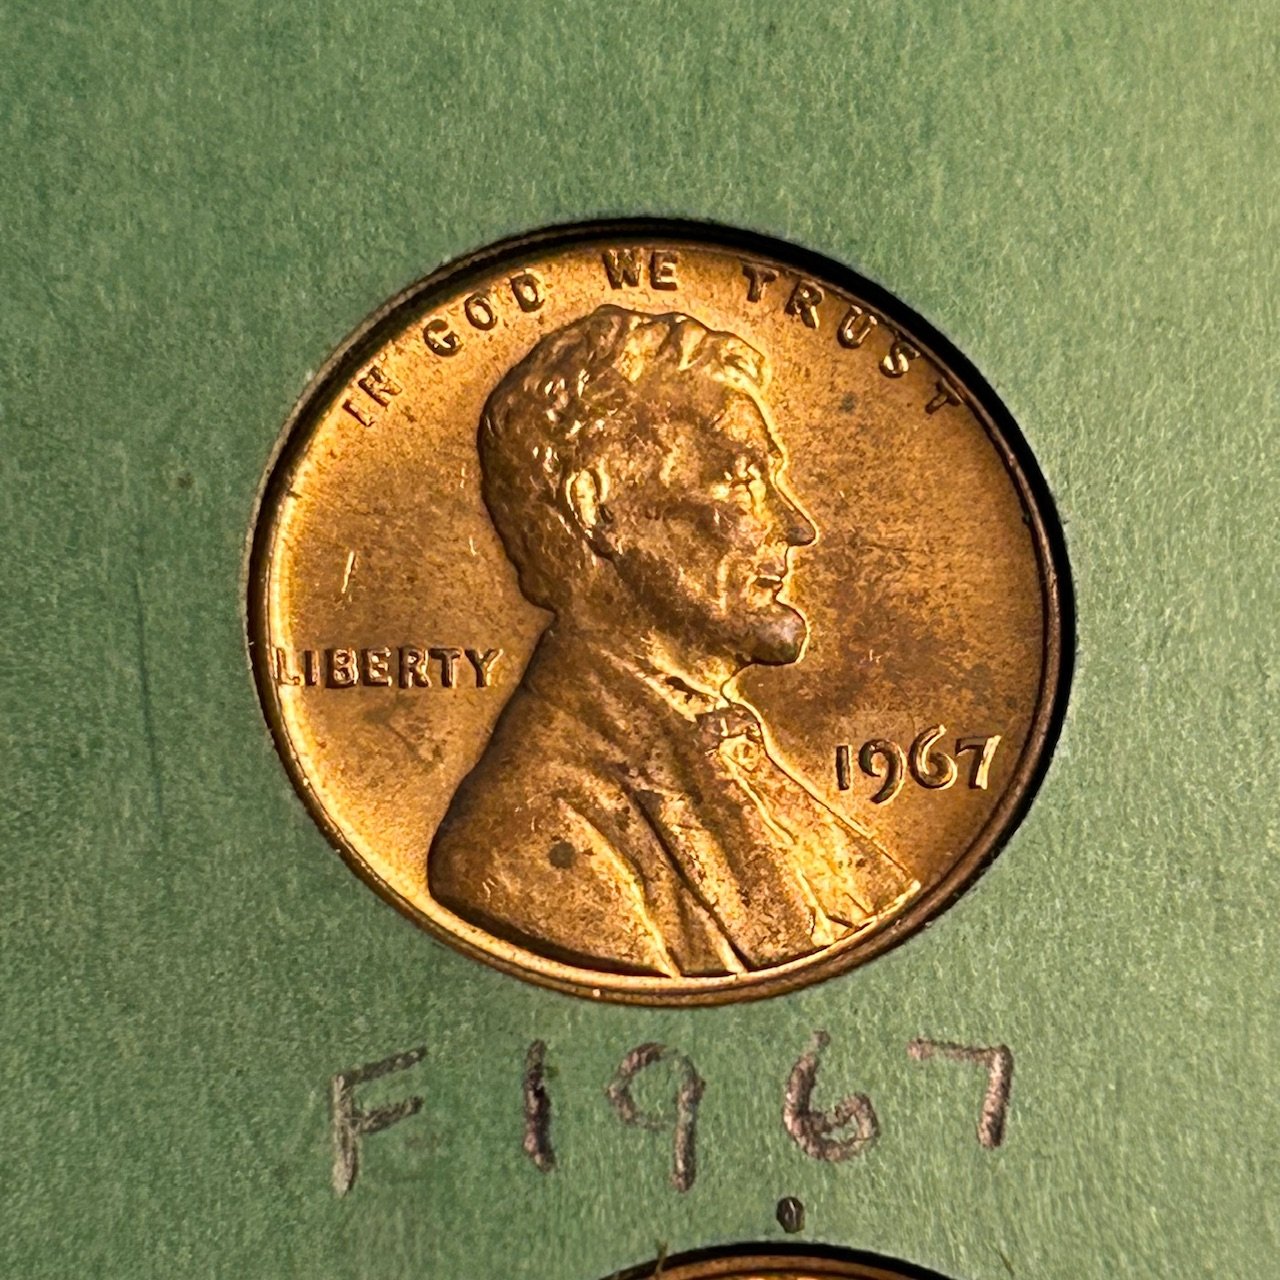 IN GOD WE TRUST
LIBERTY
1967
F1967